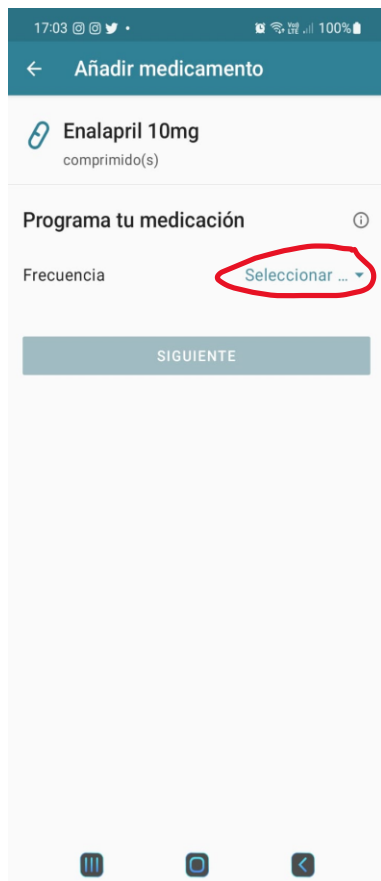 17:03 100%
Añadir medicamento
Enalapril 10mg
comprimido(s)
Programa tu medicación
Frecuencia Seleccionar ...
SIGUIENTE